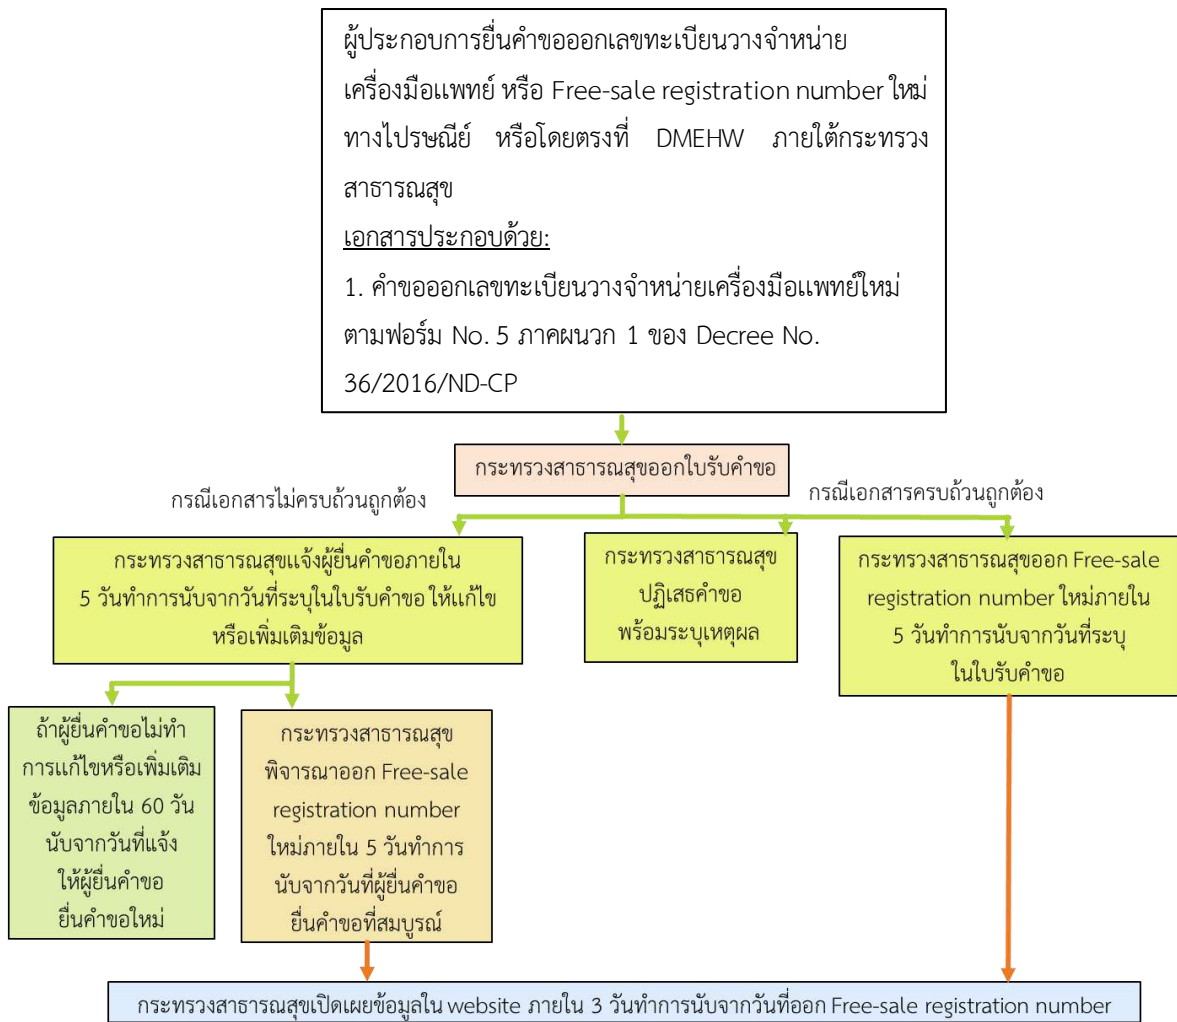 ผู้ประกอบการยื่นคำขอออกเลขทะเบียนวางจำหน่าย
เครื่องมือแพทย์ หรือ Free-sale registration number ใหม่
ทางไปรษณีย์ หรือโดยตรงที่ DMEHW ภายใต้กระทรวง
สาธารณสุข
เอกสารประกอบด้วย:
1. คำขอออกเลขทะเบียนวางจำหน่ายเครื่องมือแพทย์ใหม่
ตามฟอร์ม No. 5 ภาคผนวก 1 ของ Decree No.
36/2016/ND-CP
กระทรวงสาธารณสุขออกใบรับคำขอ
กรณีเอกสารไม่ครบถ้วนถูกต้อง
กรณีเอกสารครบถ้วนถูกต้อง
กระทรวงสาธารณสุขแจ้งผู้ยื่นคำขอภายใน
5 วันทำการนับจากวันที่ระบุในใบรับคำขอ ให้แก้ไข
หรือเพิ่มเติมข้อมูล
กระทรวงสาธารณสุข
ปฏิเสธคำขอ
พร้อมระบุเหตุผล
กระทรวงสาธารณสุขออก Free-sale
registration number ใหม่ภายใน
5 วันทำการนับจากวันที่ระบุ
ในใบรับคำขอ
ถ้าผู้ยื่นคำขอไม่ทำ
การแก้ไขหรือเพิ่มเติม
ข้อมูลภายใน 60 วัน
นับจากวันที่แจ้ง
ให้ผู้ยื่นคำขอ
ยื่นคำขอใหม่
กระทรวงสาธารณสุข
พิจารณาออก Free-sale
registration number
ใหม่ภายใน 5 วันทำการ
นับจากวันที่ผู้ยื่นคำขอ
ยื่นคำขอที่สมบูรณ์
กระทรวงสาธารณสุขเปิดเผยข้อมูลใน website ภายใน 3 วันทำการนับจากวันที่ออก Free-sale registration number